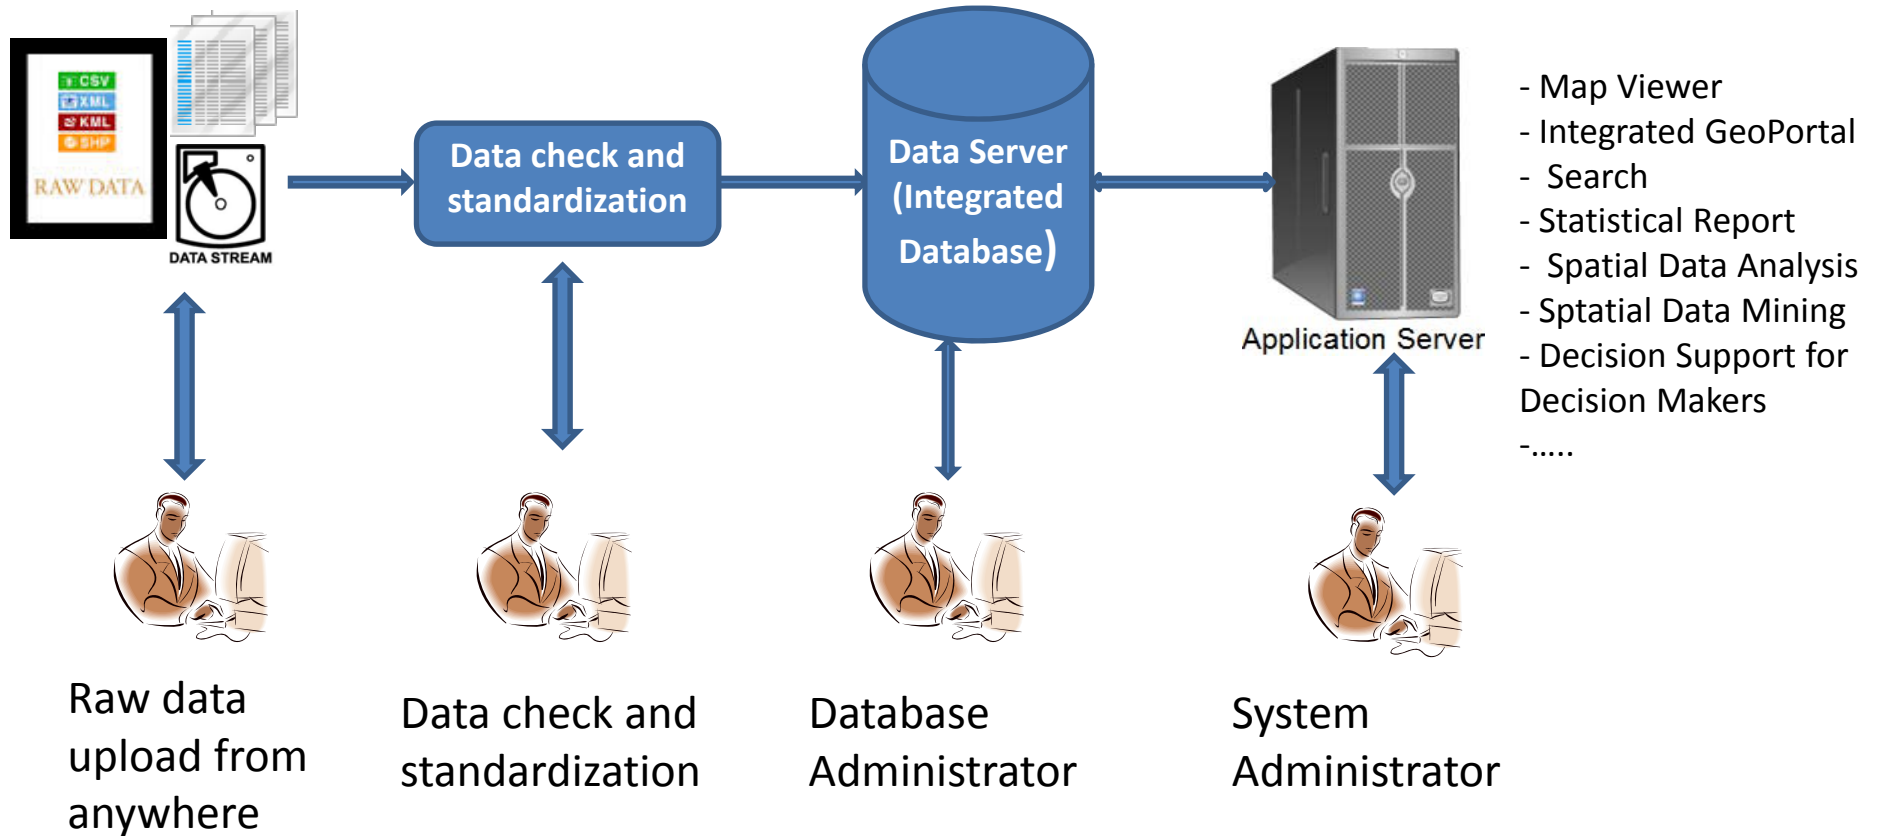 CSV
XML
KML
SHP
RAW DATA
DATA STREAM
Data check and
standardization
Data Server
(Integrated
Database)
Application Server
- Map Viewer
- Integrated GeoPortal
- Search
- Statistical Report
- Spatial Data Analysis
- Sptatial Data Mining
- Decision Support for
Decision Makers
-.....
Raw data
upload from
anywhere
Data check and
standardization
Database
Administrator
System
Administrator